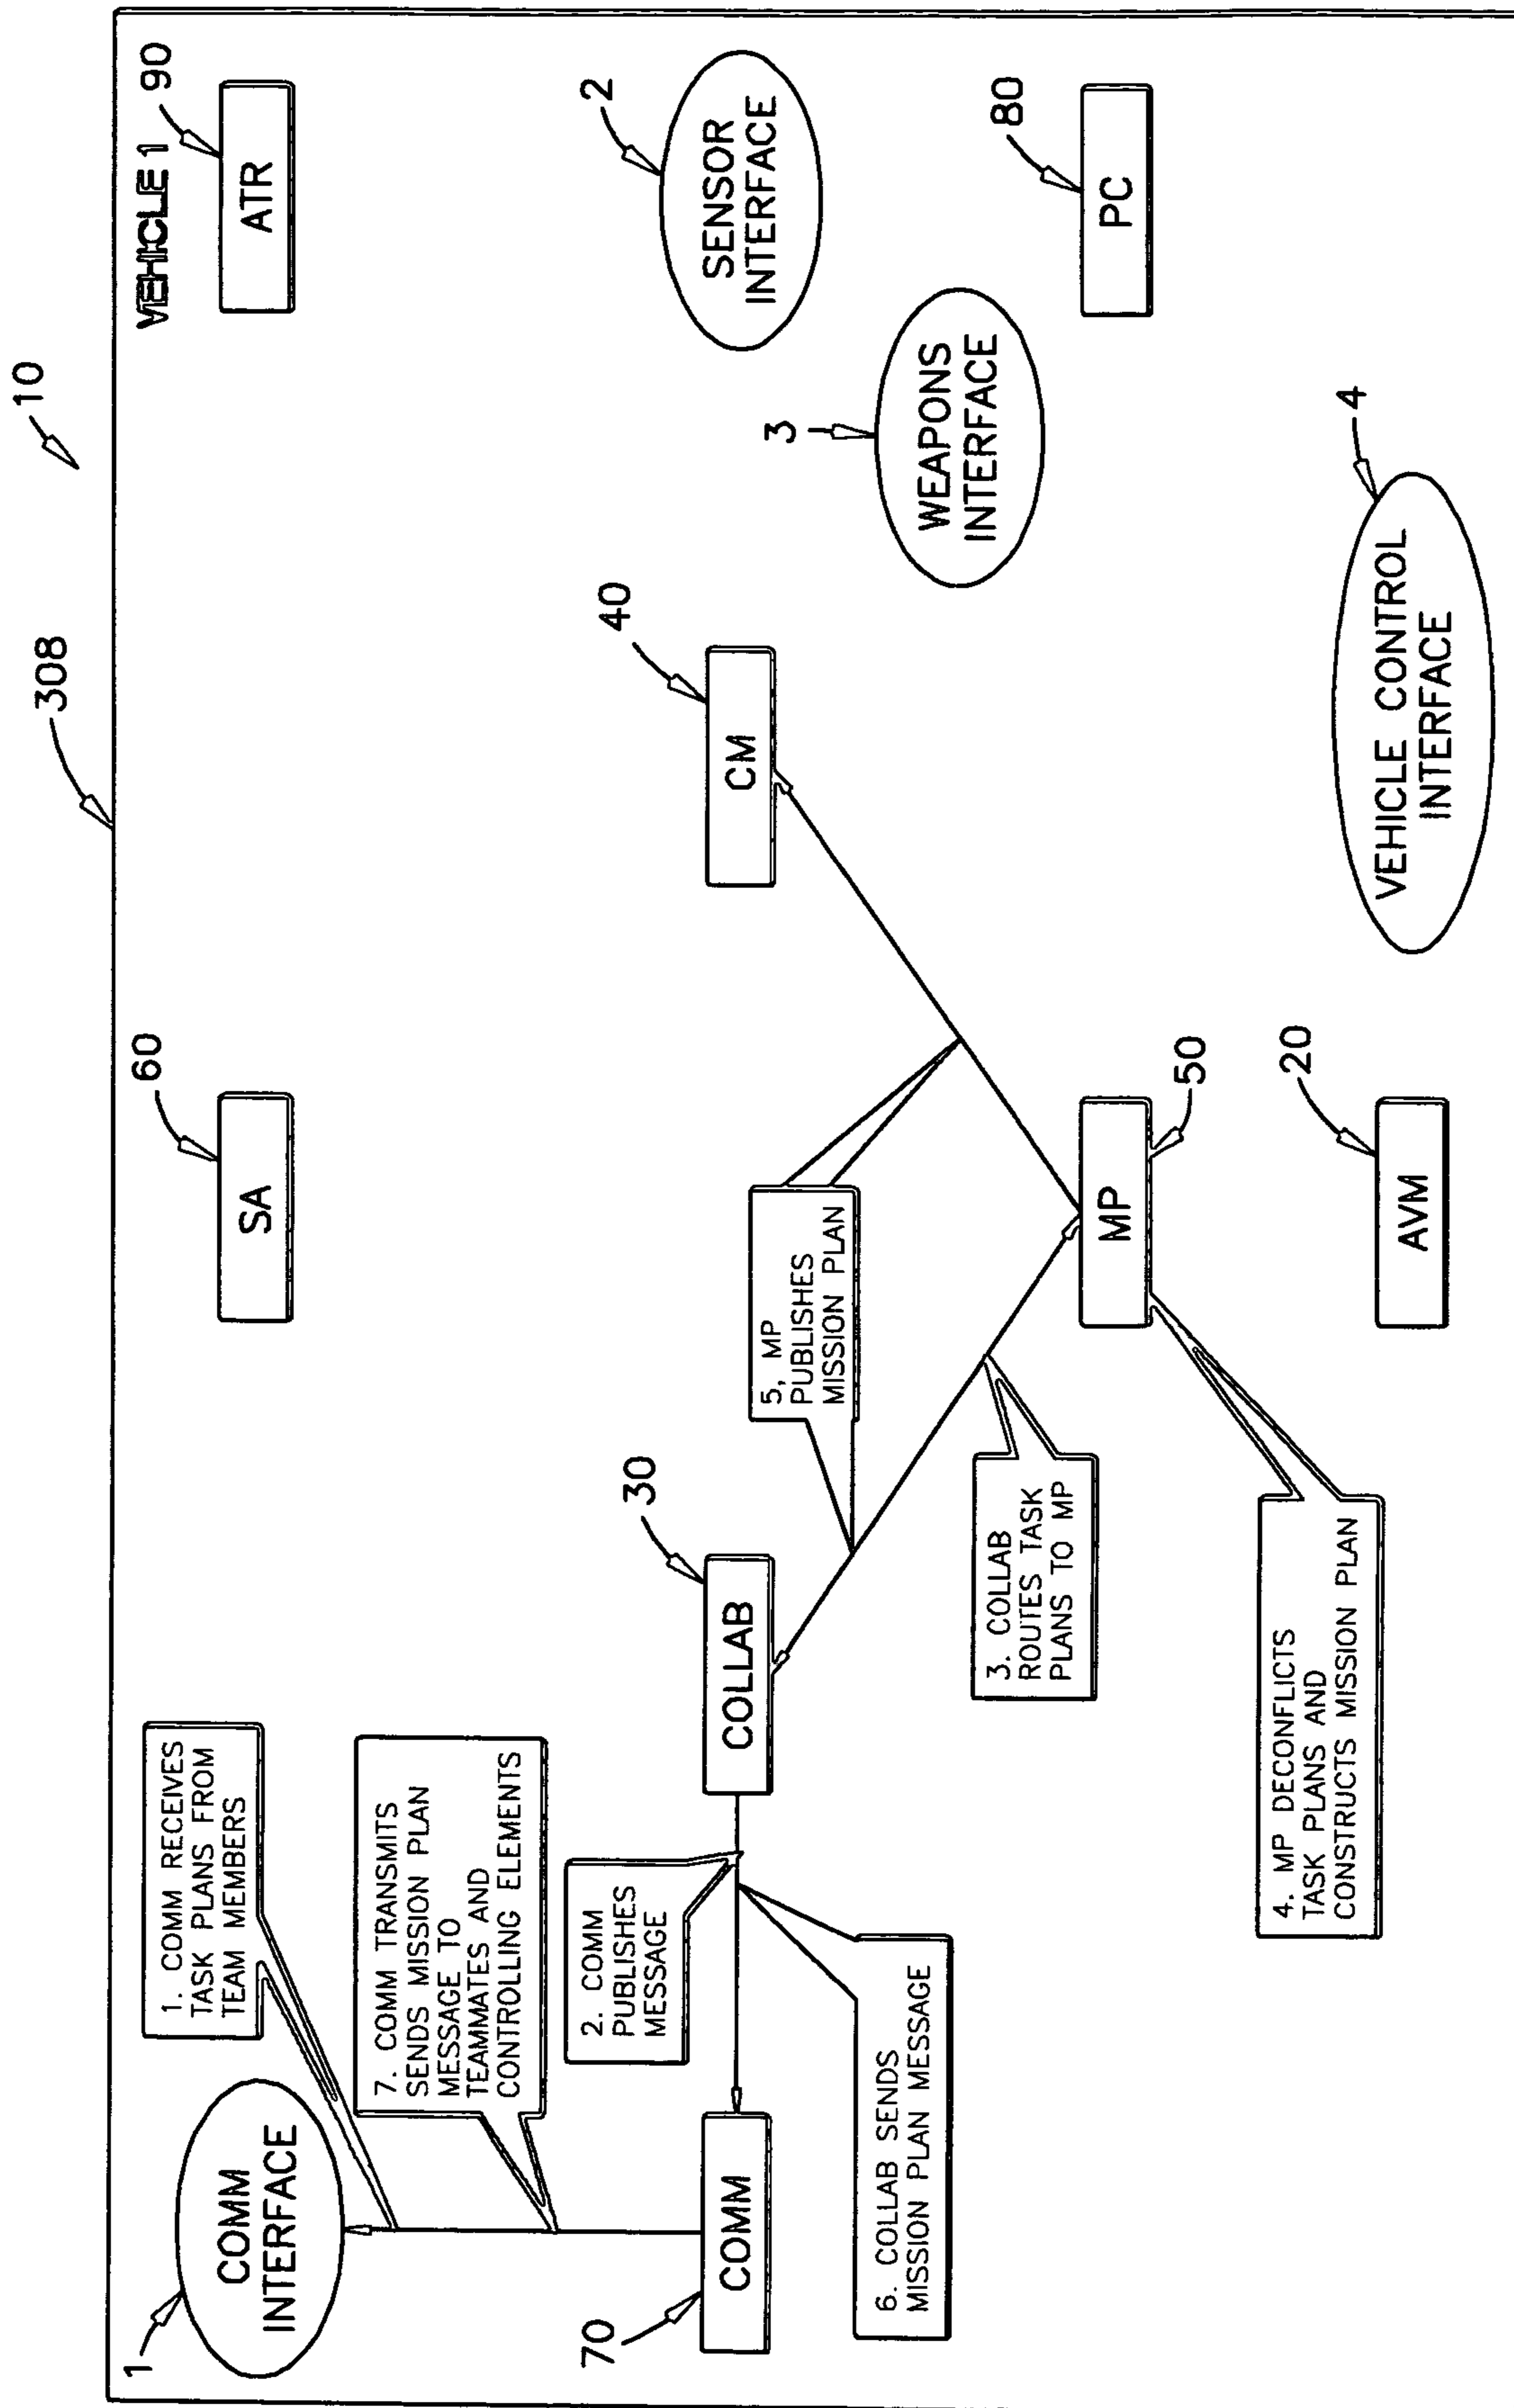 10
308
VEHICLE 1
1
COMM
INTERFACE
1. COMM RECEIVES
TASK PLANS FROM
TEAM MEMBERS
60
SA
90
ATR
7. COMM TRANSMITS
SENDS MISSION PLAN
MESSAGE TO
TEAMMATES AND
CONTROLLING ELEMENTS
2. COMM
PUBLISHES
MESSAGE
70
COMM
30
COLLAB
40
CM
2
SENSOR
INTERFACE
6. COLLAB SENDS
MISSION PLAN MESSAGE
5, MP
PUBLISHES
MISSION PLAN
3
WEAPONS
INTERFACE
3. COLLAB
ROUTES TASK
PLANS TO MP
MP
50
80
PC
4. MP DECONFLICTS
TASK PLANS AND
CONSTRUCTS MISSION PLAN
20
AVM
4
VEHICLE CONTROL
INTERFACE